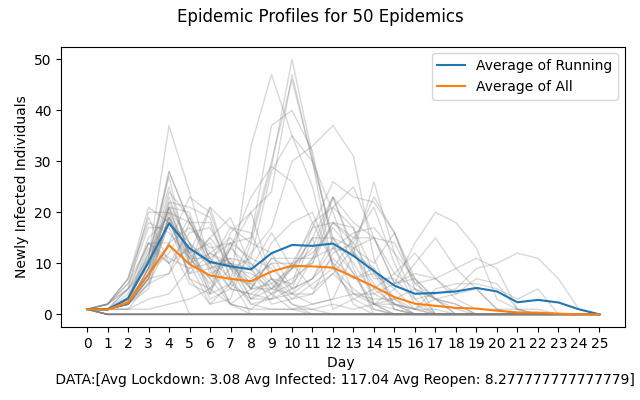 Epidemic Profiles for 50 Epidemics
50
40
30
20
10
0
Newly Infected Individuals
Average of Running
Average of All
0 1 2 3 4 5 6 7 8 9 10 11 12 13 14 15 16 17 18 19 20 21 22 23 24 25
Day
DATA:[Avg Lockdown: 3.08 Avg Infected: 117.04 Avg Reopen: 8.277777777777779]